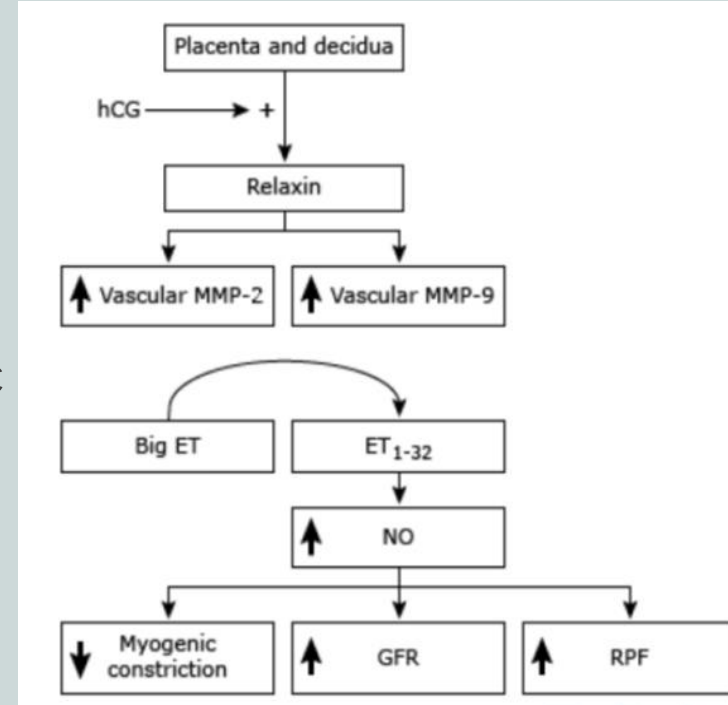 Placenta and decidua
hCG +
Relaxin
Vascular MMP-2
Vascular MMP-9
Big ET
ET1-32
NO
Myogenic
constriction
GFR
RPF